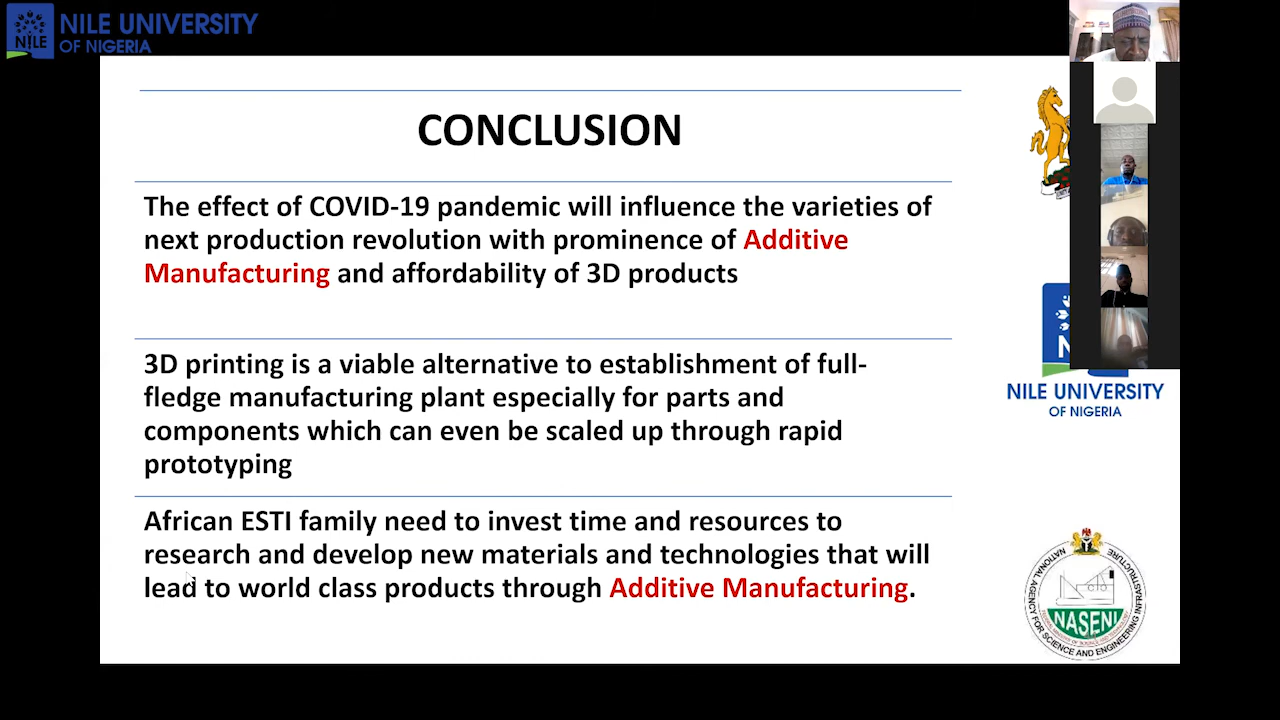 NILE UNIVERSITY
OF NIGERIA
NILE
CONCLUSION
The effect of COVID-19 pandemic will influence the varieties of
next production revolution with prominence of Additive
Manufacturing and affordability of 3D products
3D printing is a viable alternative to establishment of full-
fledge manufacturing plant especially for parts and
components which can even be scaled up through rapid
prototyping
African ESTI family need to invest time and resources to
research and develop new materials and technologies that will
lead to world class products through Additive Manufacturing.
N
NILE UNIVERSITY
OF NIGERIA
NATIONAL AGENCY FOR SCIENCE AND ENGINEERING INFRASTRUCTURE
NASENI